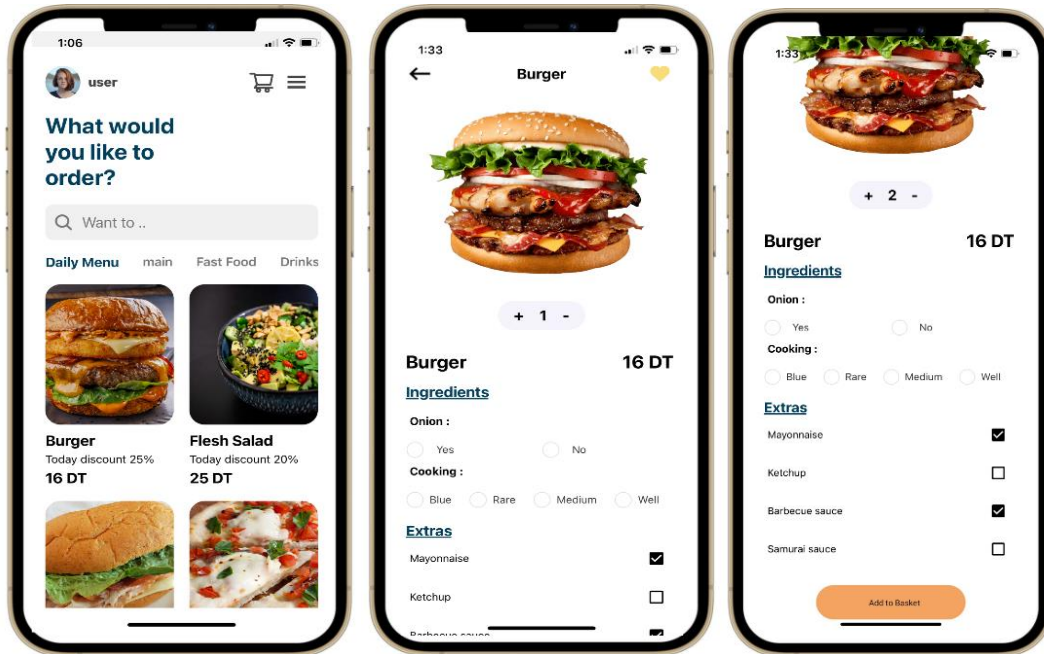 1:06
user
What would
you like to
order?
Want to ..
Daily Menu main Fast Food Drinks
Burger Flesh Salad
Today discount 25% Today discount 20%
16 DT 25 DT
1:33
Burger
+ 1 -
Burger 16 DT
Ingredients
Onion :
Yes No
Cooking :
Blue Rare Medium Well
Extras
Mayonnaise
Ketchup
Barbecue sauce
1:33
+ 2 -
Burger 16 DT
Ingredients
Onion :
Yes No
Cooking :
Blue Rare Medium Well
Extras
Mayonnaise
Ketchup
Barbecue sauce
Samurai sauce
Add to Basket